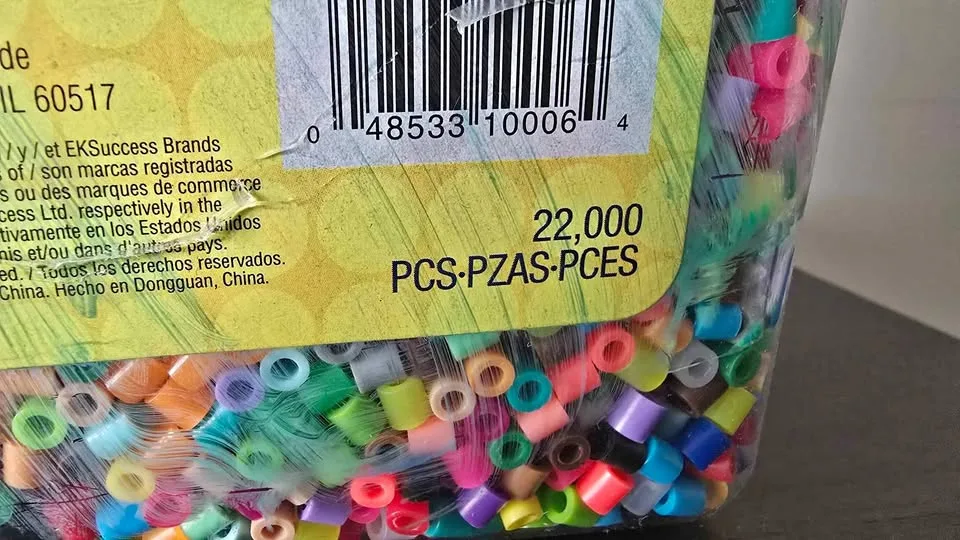 de
IL 60517
/ y / et EKSuccess Brands
s of / son marcas registradas
s ou des marques de commerce
cess Ltd. respectively in the
tivamente en los Estados Unidos
nis et/ou dans d'autres pays.
ed. / Todos los derechos reservados.
China. Hecho en Dongguan, China.
0 48533 10006 4
22,000
PCS·PZAS·PCES